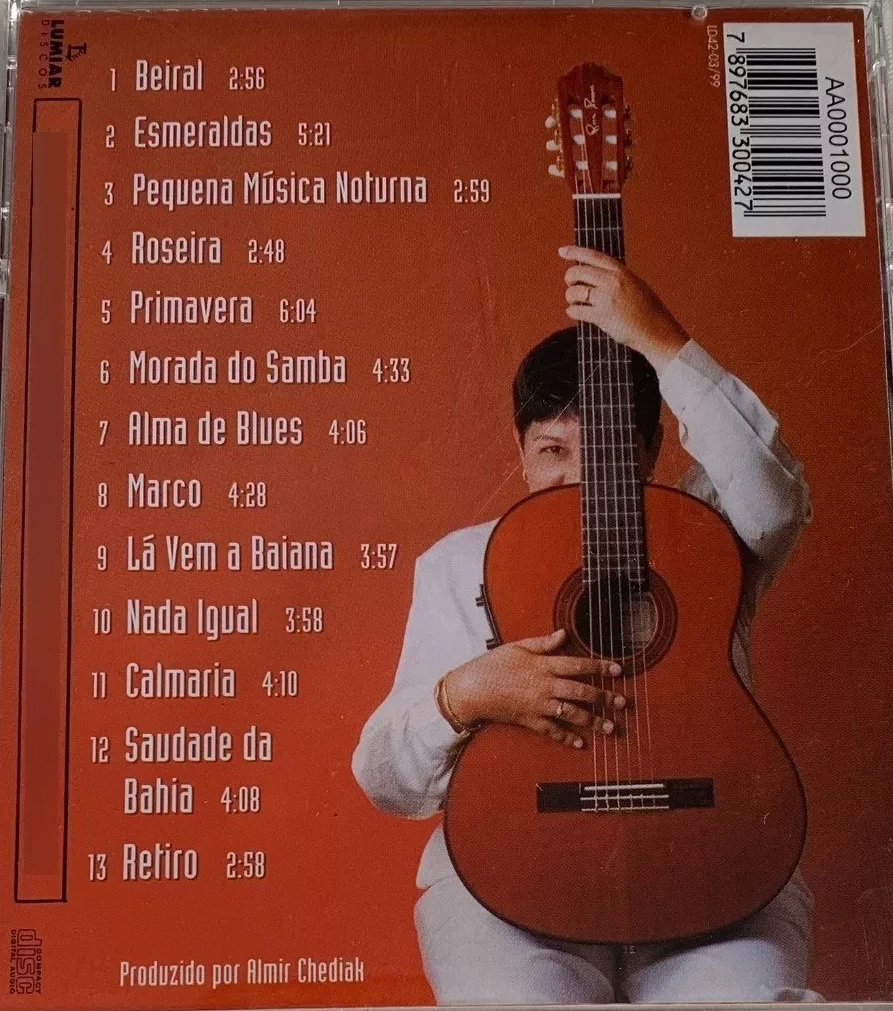 LUMIAR
DISCOS
1 Beiral 2:56
2 Esmeraldas 5:21
3 Pequena Música Noturna 2:59
4 Roseira 2:48
5 Primavera 6:04
6 Morada do Samba 4:33
7 Alma de Blues 4:06
8 Marco 4:28
9 Lá Vem a Baiana 3:57
10 Nada Igual 3:58
11 Calmaria 4:10
12 Saudade da
Bahia 4:08
13 Retiro 2:58
Produzido por Almir Chediak
COMPACT
disc
DIGITAL AUDIO
LD42-03/99
AA0001000
7 897683 300427